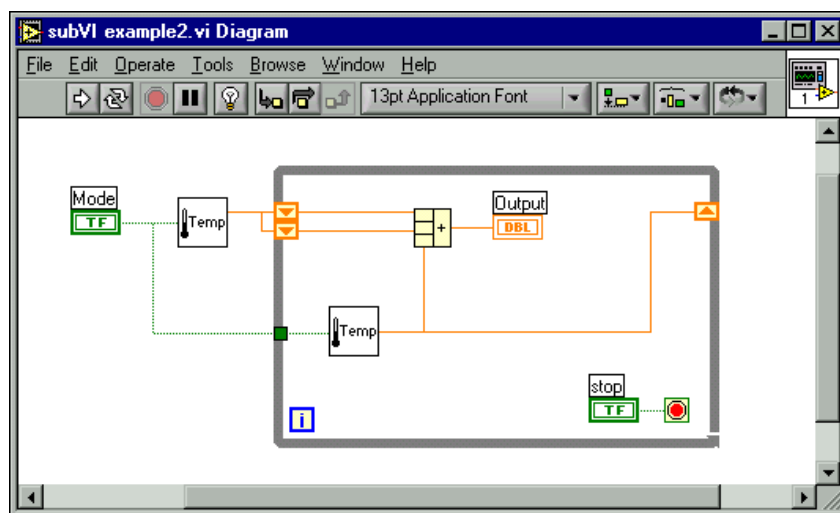 subVI example2.vi Diagram
File Edit Operate Tools Browse Window Help
13pt Application Font
1
Mode
TF
Temp
Output
DBL
+
Temp
stop
TF
i